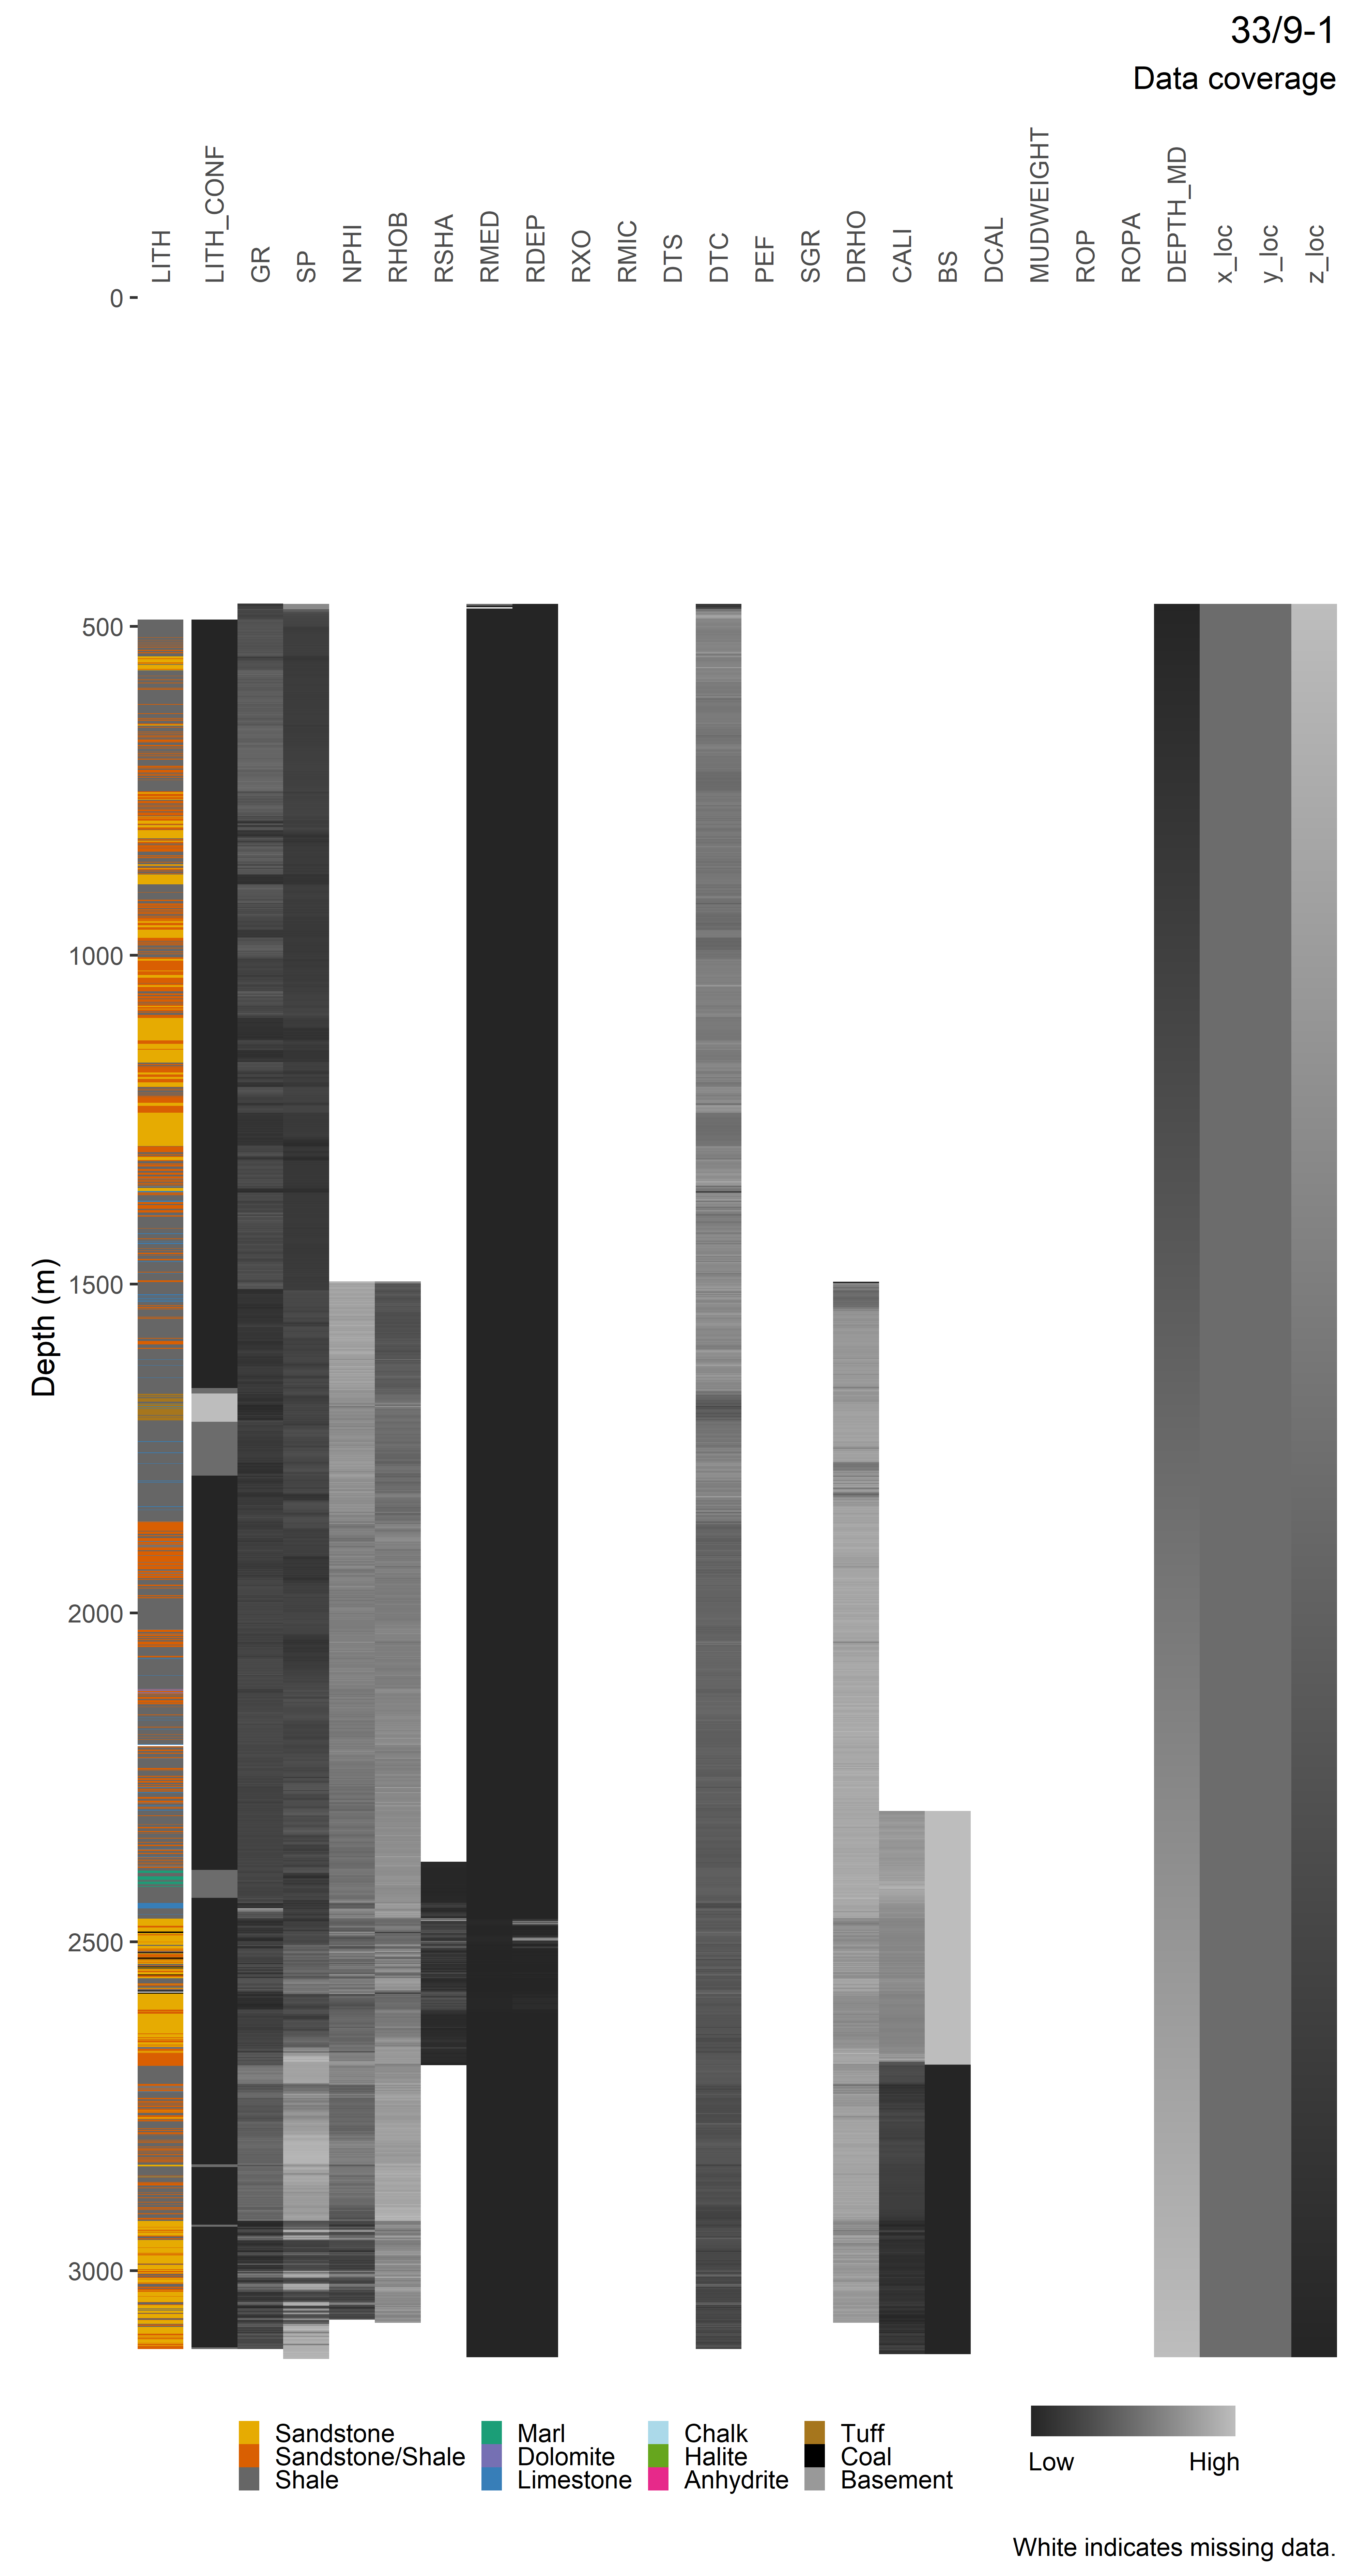 33/9-1
Data coverage
LITH
LITH_CONF
GR
SP
NPHI
RHOB
RSHA
RMED
RDEP
RXO
RMIC
DTS
DTC
PEF
SGR
DRHO
CALI
BS
DCAL
MUDWEIGHT
ROP
ROPA
DEPTH_MD
x_loc
y_loc
z_loc
0
500
1000
1500
2000
2500
3000
Depth (m)
Sandstone
Sandstone/Shale
Shale
Marl
Dolomite
Limestone
Chalk
Halite
Anhydrite
Tuff
Coal
Basement
Low High
White indicates missing data.